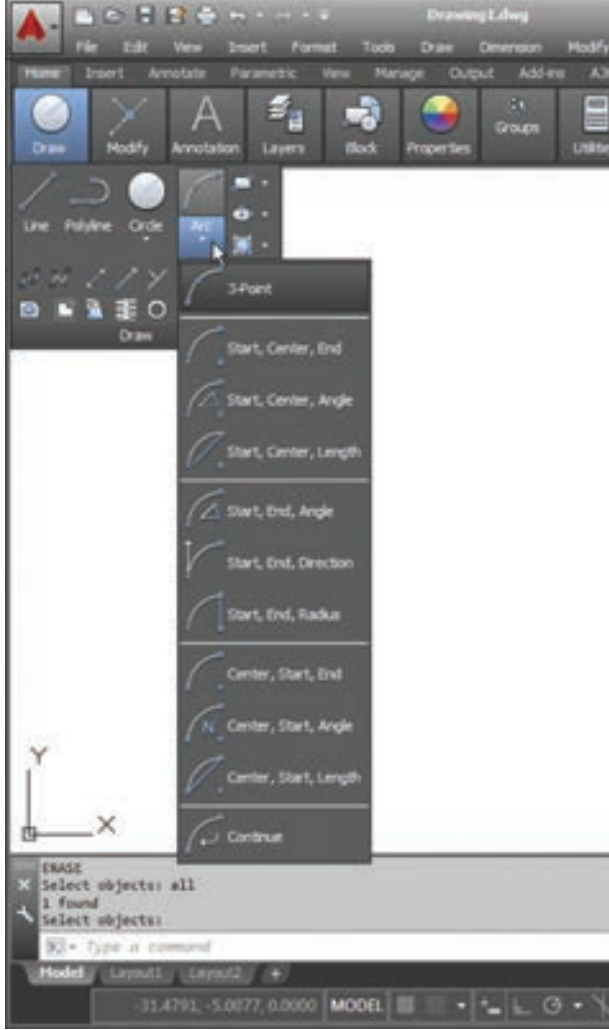 Drawing1.dwg
File Edit View Insert Format Tools Draw Dimension Modify
Home Insert Annotate Parametric View Manage Output Add-ins
Draw Modify Annotation Layers Block Properties Groups
Line Polyline Circle Arc
Draw
3-Point
Start, Center, End
Start, Center, Angle
Start, Center, Length
Start, End, Angle
Start, End, Direction
Start, End, Radius
Center, Start, End
Center, Start, Angle
Center, Start, Length
Continue
Y
X
ERASE
Select objects: all
1 found
Select objects:
Type a command
Model Layout1 Layout2 +
-31.4791, -5.0077, 0.0000 MODEL